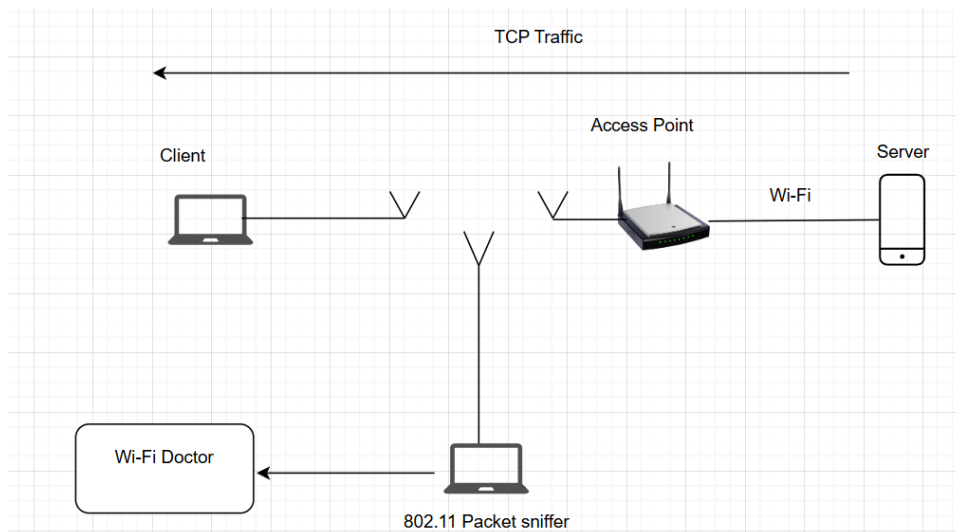 TCP Traffic
Access Point
Client
Server
Wi-Fi
Wi-Fi Doctor
802.11 Packet sniffer